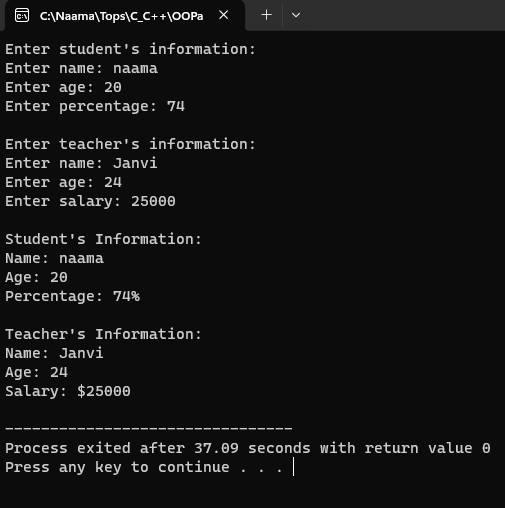 C:\Naama\Tops\C_C++\OOPa
Enter student's information:
Enter name: naama
Enter age: 20
Enter percentage: 74
Enter teacher's information:
Enter name: Janvi
Enter age: 24
Enter salary: 25000
Student's Information:
Name: naama
Age: 20
Percentage: 74%
Teacher's Information:
Name: Janvi
Age: 24
Salary: $25000
--------------------------------
Process exited after 37.09 seconds with return value 0
Press any key to continue . . .